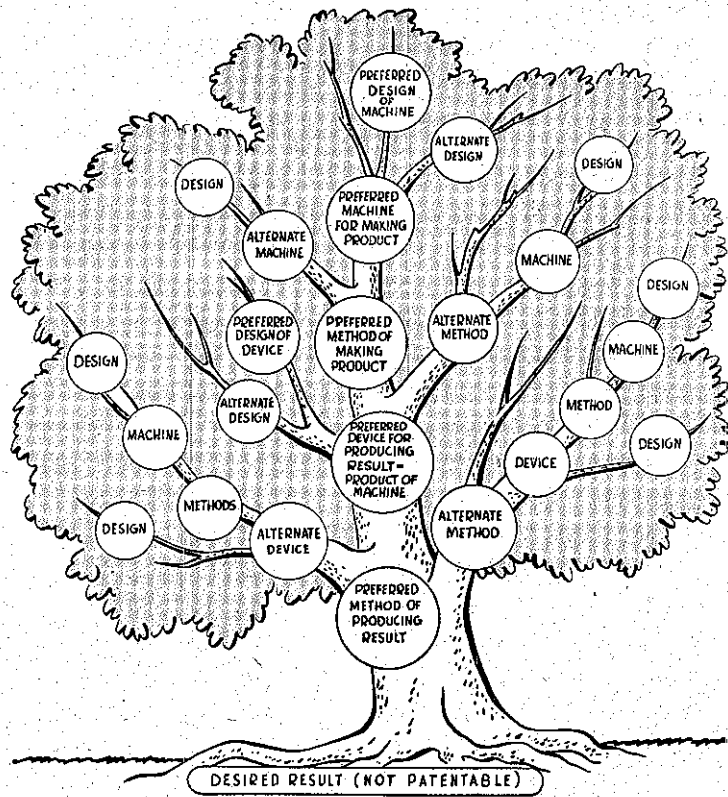 PREFERRED
DESIGN
OF
MACHINE
ALTERNATE
DESIGN
DESIGN
DESIGN
PREFERRED
MACHINE
FOR MAKING
PRODUCT
ALTERNATE
MACHINE
MACHINE
DESIGN
PREFERRED
DESIGN OF
DEVICE
PREFERRED
METHOD OF
MAKING
PRODUCT
ALTERNATE
METHOD
MACHINE
DESIGN
ALTERNATE
DESIGN
METHOD
MACHINE
PREFERRED
DEVICE FOR
PRODUCING
RESULT=
PRODUCT OF
MACHINE
DESIGN
DEVICE
METHODS
DESIGN
ALTERNATE
DEVICE
ALTERNATE
METHOD
PREFERRED
METHOD OF
PRODUCING
RESULT
DESIRED RESULT (NOT PATENTABLE)